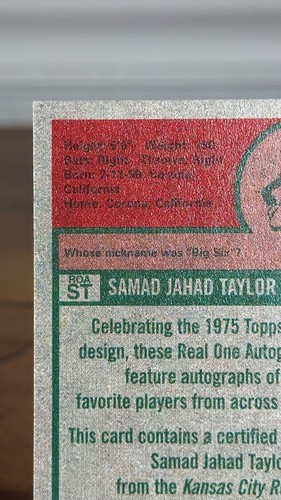 Height: 5'9" Weight: 160
Bats: Right Throws: Right
Born: 7-11-98 Corona,
California
Home: Corona, California
Whose nickname was "Big Six"?
ROA
ST
SAMAD JAHAD TAYLOR
Celebrating the 1975 Topps
design, these Real One Autog
feature autographs of
favorite players from across
This card contains a certified
Samad Jahad Taylo
from the Kansas City R